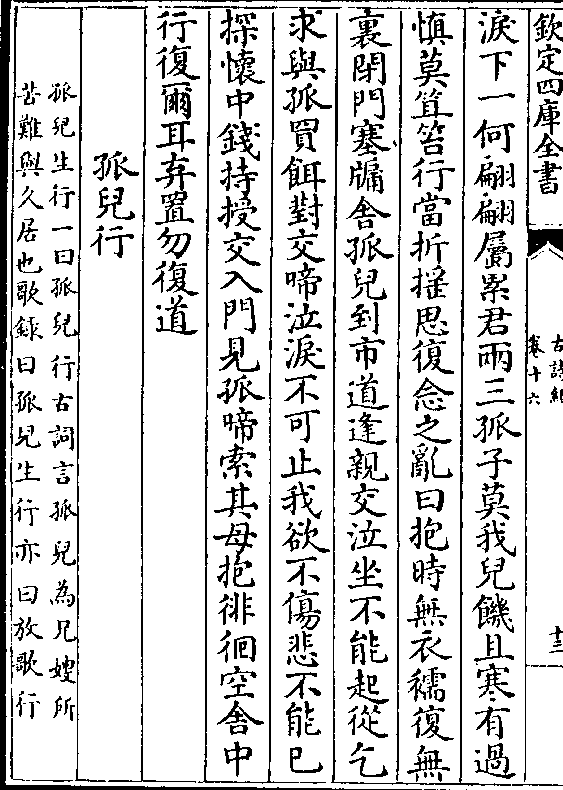 欽定四庫全書
古詩紀
卷十六
十三
淚下一何翩翩屬累君兩三孤子莫我兒饑且寒有過
慎莫笪笞行當折揺思復念之亂曰抱時無衣襦復無
裏閉門塞牖舍孤兒到市道逢親交泣坐不能起從乞
求與孤買餌對交啼泣淚不可止我欲不傷悲不能已
探懷中錢持授交入門見孤啼索其母抱徘徊空舍中
行復爾耳弃置勿復道
孤兒行
孤兒生行一曰孤兒行古詞言孤兒為兄嫂所
苦難與久居也歌録曰孤兒生行亦曰放歌行